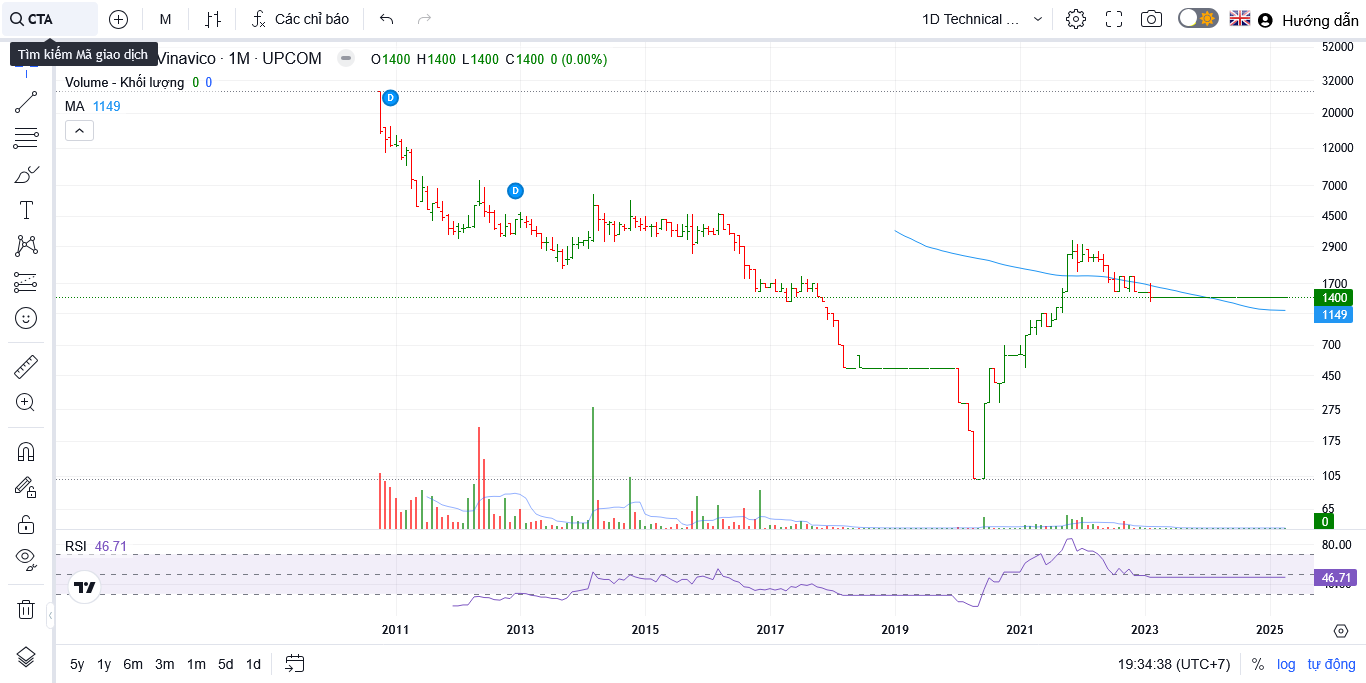 CTA M Các chỉ báo 1D Technical ... Hướng dẫn
Tìm kiếm Mã giao dịch
Vinavico · 1M · UPCOM O1400 H1400 L1400 C1400 0 (0.00%)
Volume - Khối lượng 0 0
MA 1149
D
D
52000
32000
20000
12000
7000
4500
2900
1700
1400
1149
700
450
275
175
105
65
0
RSI 46.71
80.00
46.71
2011 2013 2015 2017 2019 2021 2023 2025
5y 1y 6m 3m 1m 5d 1d 19:34:38 (UTC+7) % log tự động